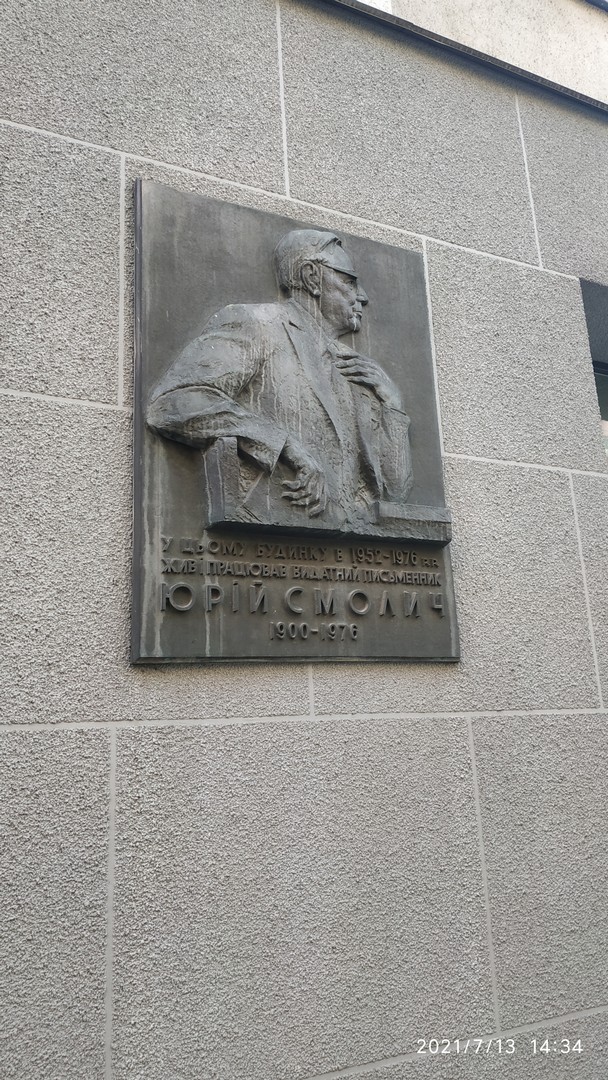 У ЦЬОМУ БУДИНКУ В 1952-1976 рр.
ЖИВ І ПРАЦЮВАВ ВИДАТНИЙ ПИСЬМЕННИК
ЮРІЙ СМОЛИЧ
1900-1976
2021/7/13 14:34